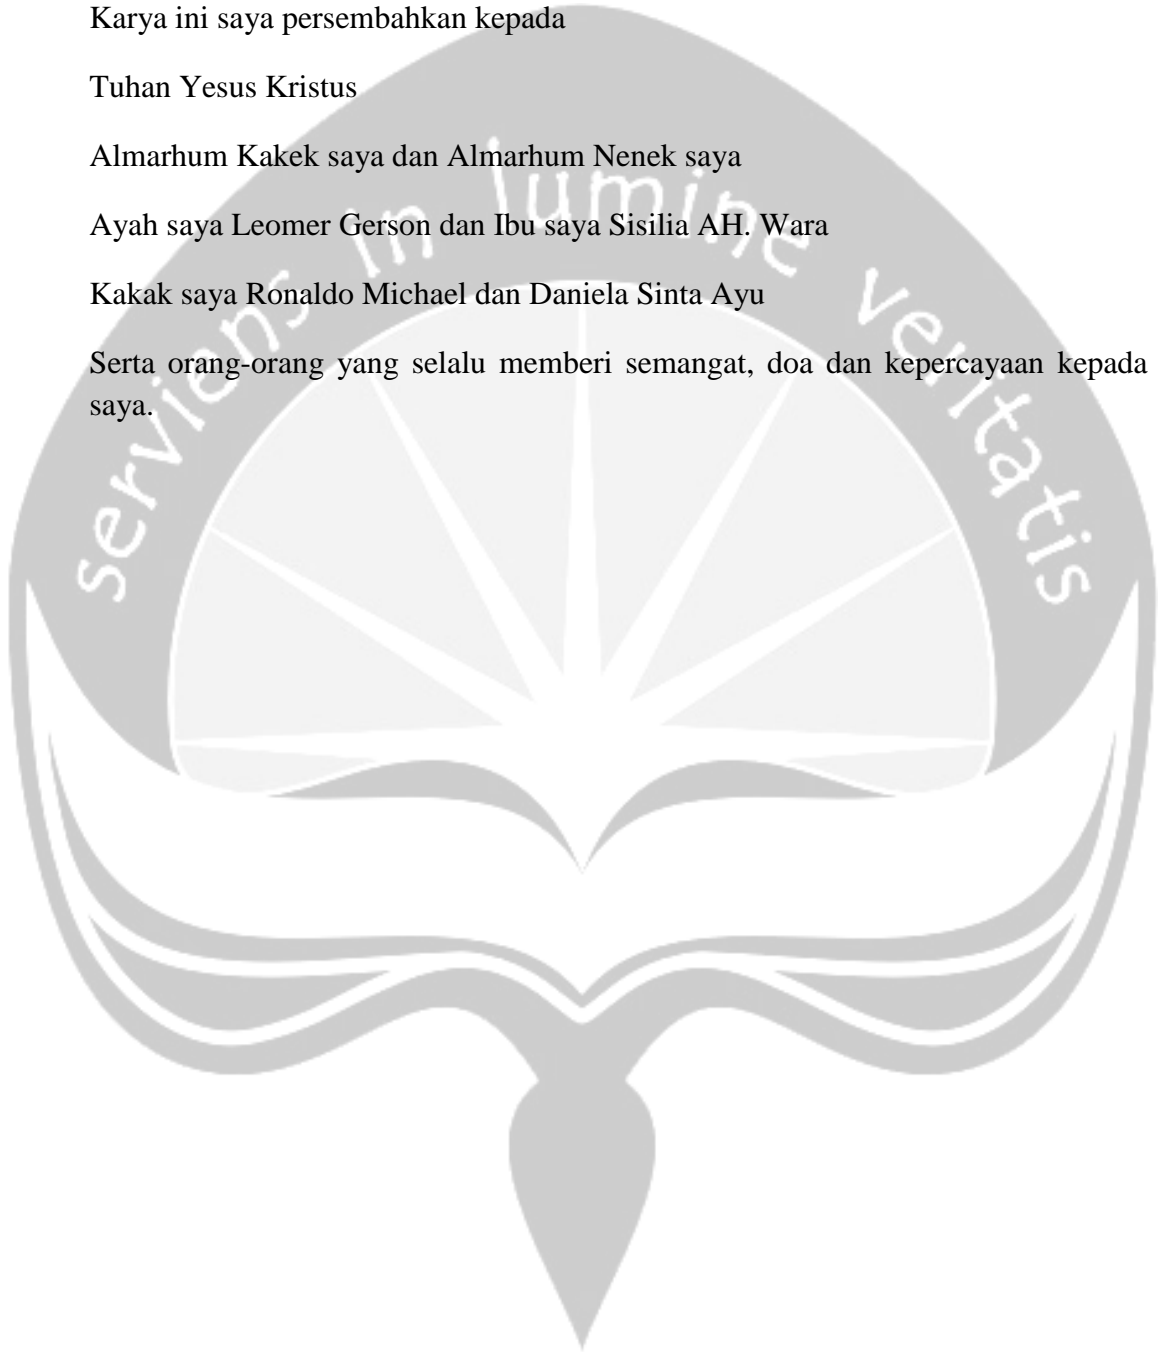 Karya ini saya persembahkan kepada
Tuhan Yesus Kristus
Almarhum Kakek saya dan Almarhum Nenek saya
Ayah saya Leomer Gerson dan Ibu saya Sisilia AH. Wara
Kakak saya Ronaldo Michael dan Daniela Sinta Ayu
Serta orang-orang yang selalu memberi semangat, doa dan kepercayaan kepada
saya.
serviens in lumine veritatis